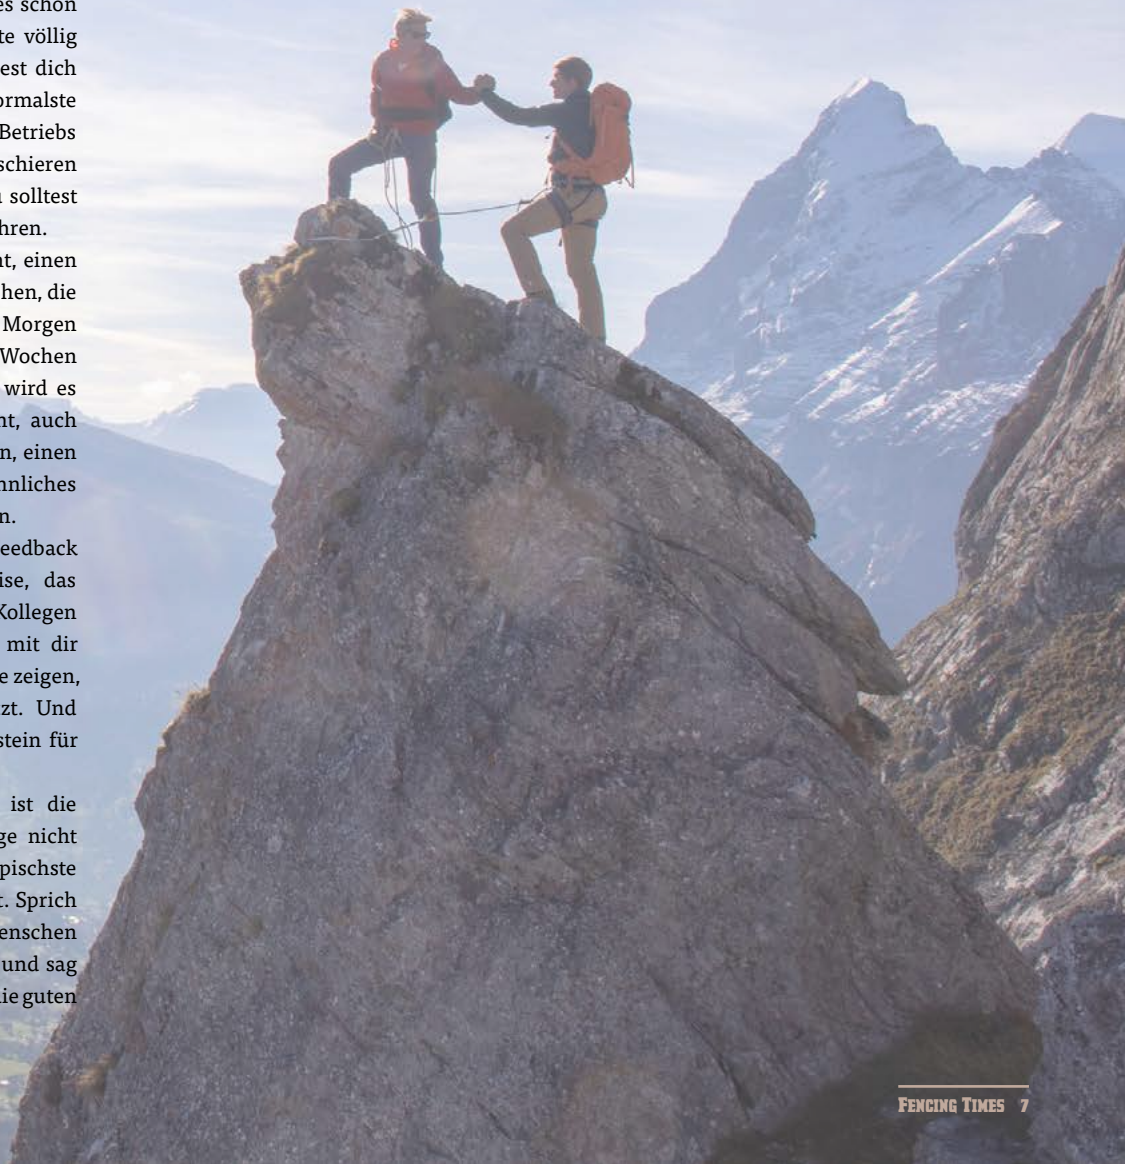 es schon
te völlig
est dich
ormalste
Betriebs
schieren
solltest
hren.
nt, einen
hen, die
Morgen
Wochen
wird es
nt, auch
n, einen
hnliches
n.
eedback
ise, das
Kollegen
mit dir
e zeigen,
zt. Und
stein für
ist die
ge nicht
pischste
t. Sprich
enschen
und sag
die guten
FENCING TIMES 7